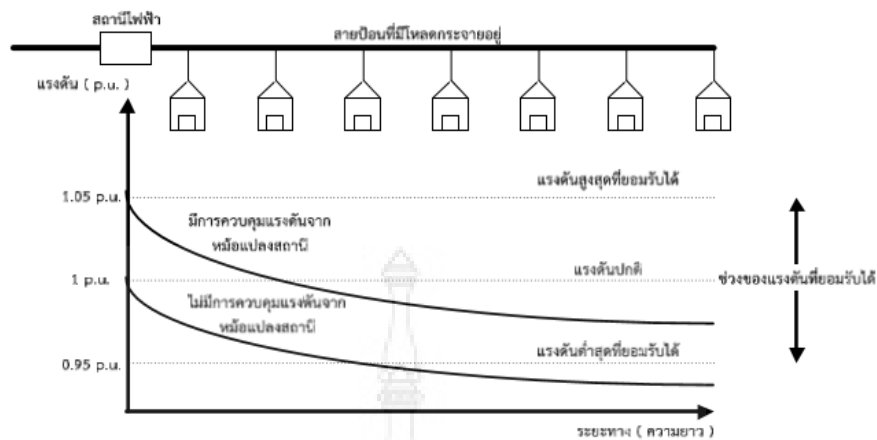 สถานีไฟฟ้า
สายป้อนที่มีโหลดกระจายอยู่
แรงดัน ( p.u. )
แรงดันสูงสุดที่ยอมรับได้
1.05 p.u.
มีการควบคุมแรงดันจาก
หม้อแปลงสถานี
แรงดันปกติ
1 p.u.
ช่วงของแรงดันที่ยอมรับได้
ไม่มีการควบคุมแรงดันจาก
หม้อแปลงสถานี
แรงดันต่ำสุดที่ยอมรับได้
0.95 p.u.
ระยะทาง ( ความยาว )